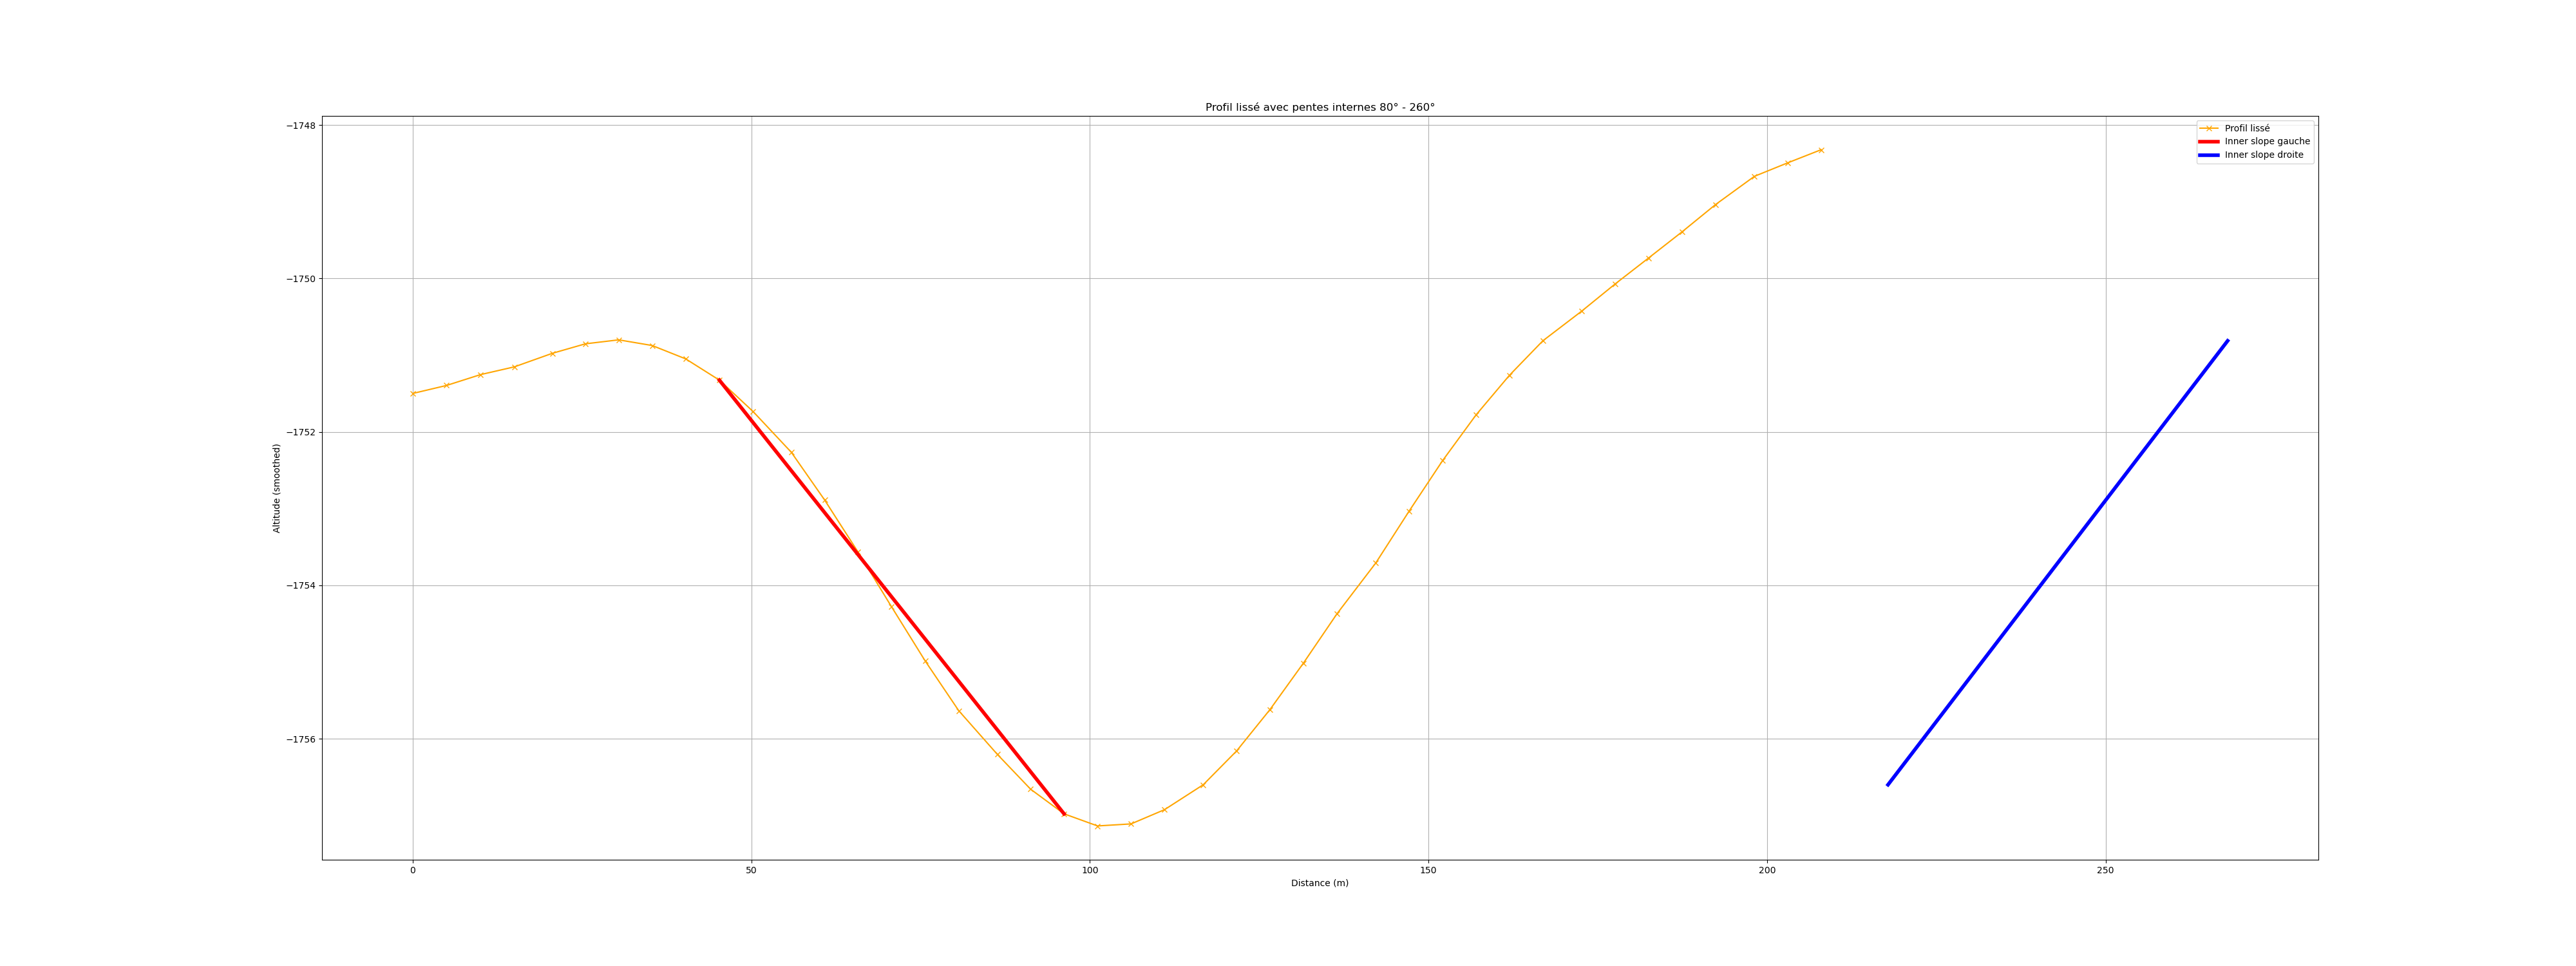 Profil lissé avec pentes internes 80° - 260°
Profil lissé
Inner slope gauche
Inner slope droite
−1748
−1750
−1752
−1754
−1756
Altitude (smoothed)
0
50
100
150
200
250
Distance (m)